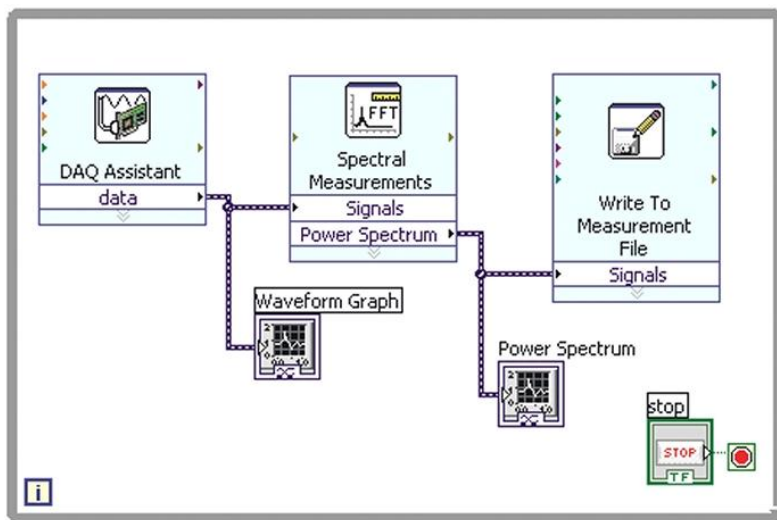 DAQ Assistant
data
FFT
Spectral
Measurements
Signals
Power Spectrum
Write To
Measurement
File
Signals
Waveform Graph
Power Spectrum
stop
STOP
TF
i